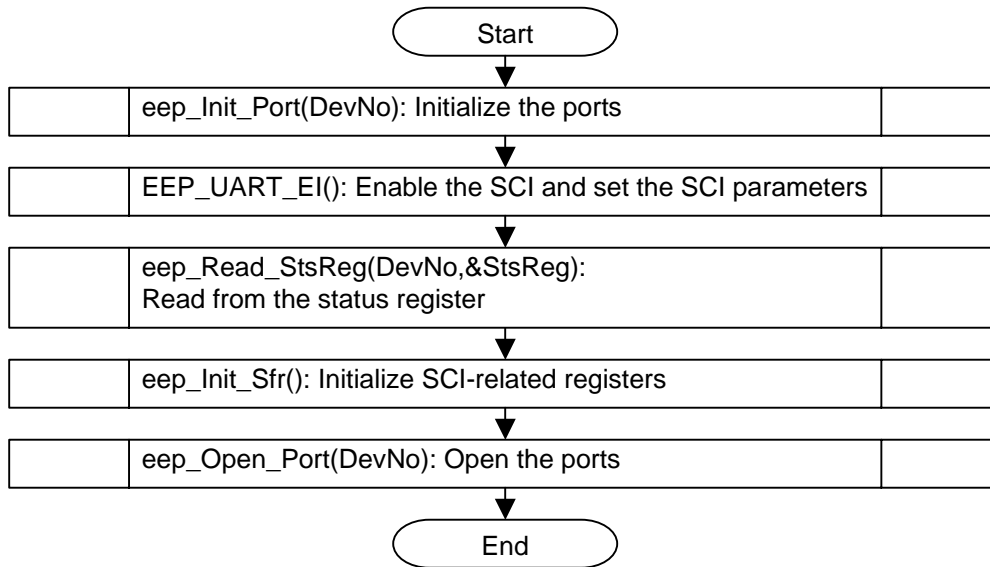 Start
eep_Init_Port(DevNo): Initialize the ports
EEP_UART_EI(): Enable the SCI and set the SCI parameters
eep_Read_StsReg(DevNo,&StsReg):
Read from the status register
eep_Init_Sfr(): Initialize SCI-related registers
eep_Open_Port(DevNo): Open the ports
End